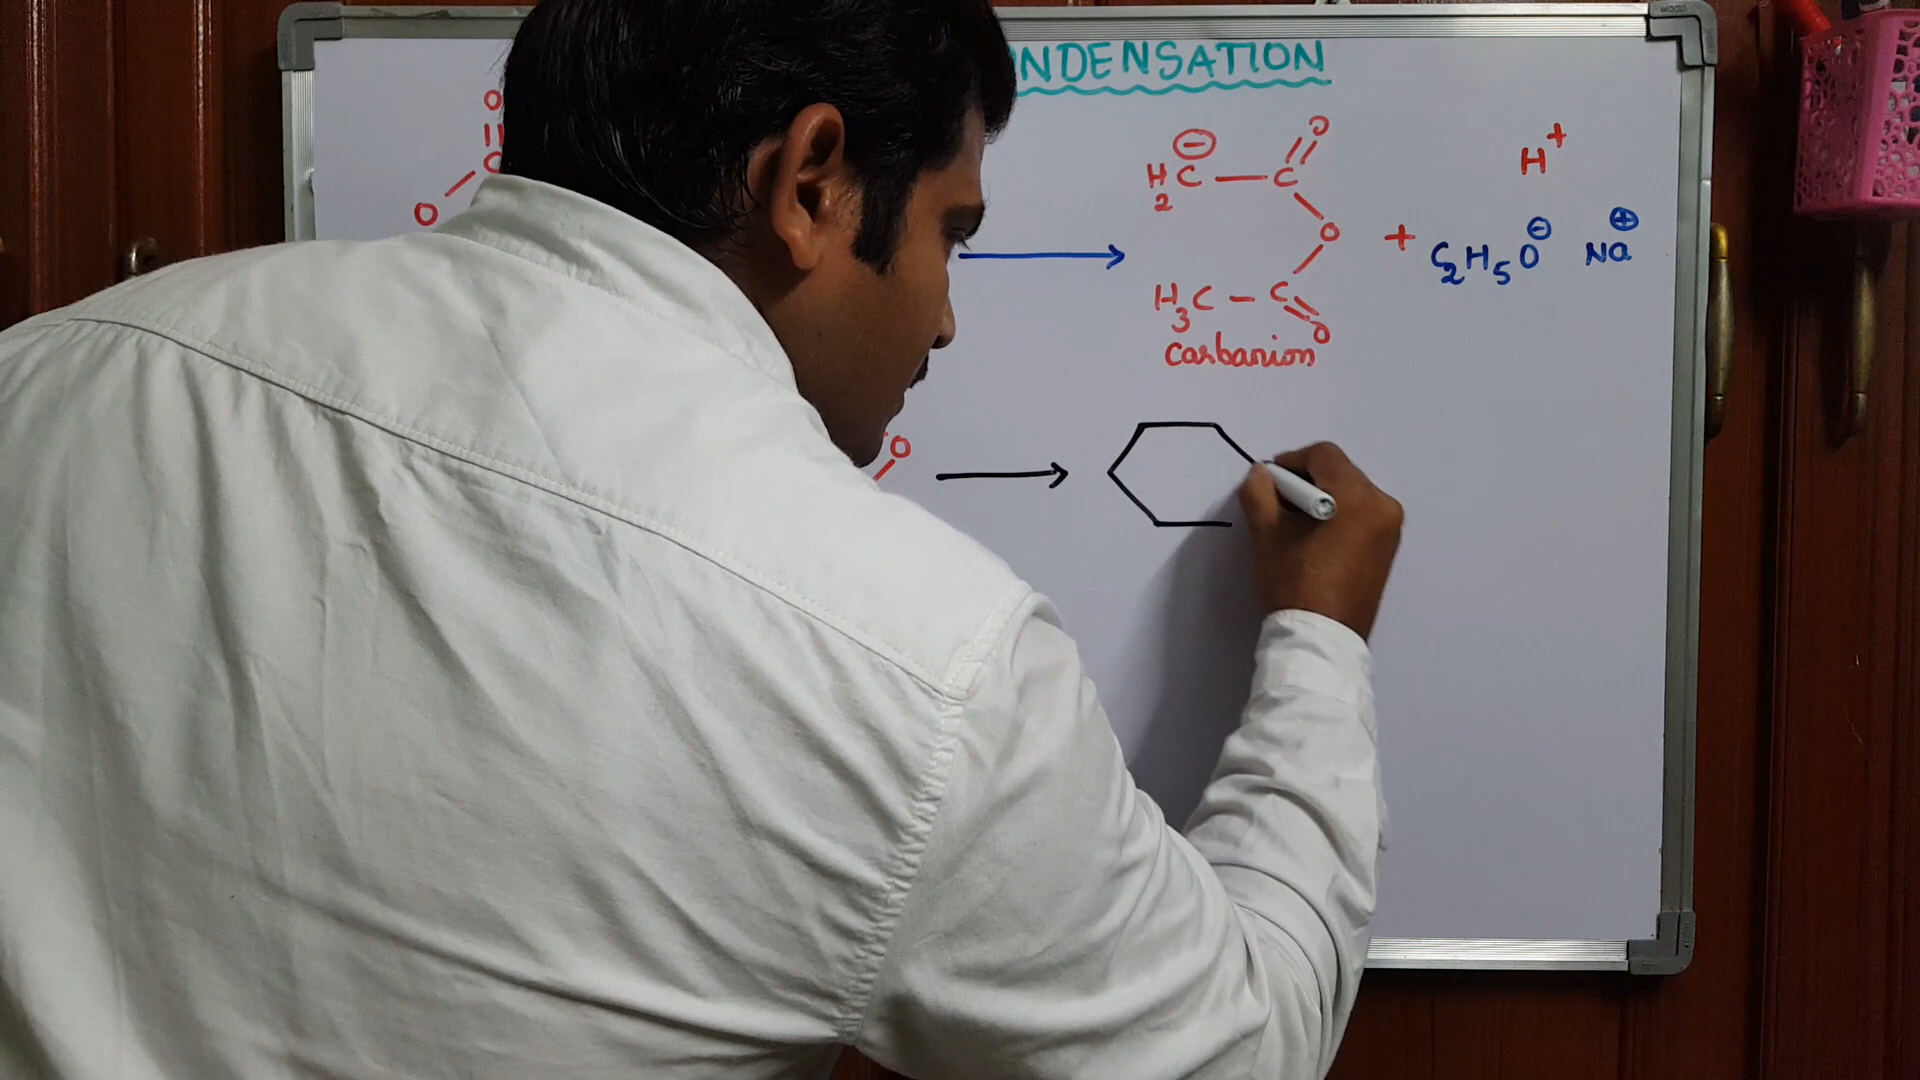 NDENSATION
O
C
O
⊖
H2C — C
O
O
H3C — C
O
Carbanion
+
H+
C2H5O⊖ Na⊕
O